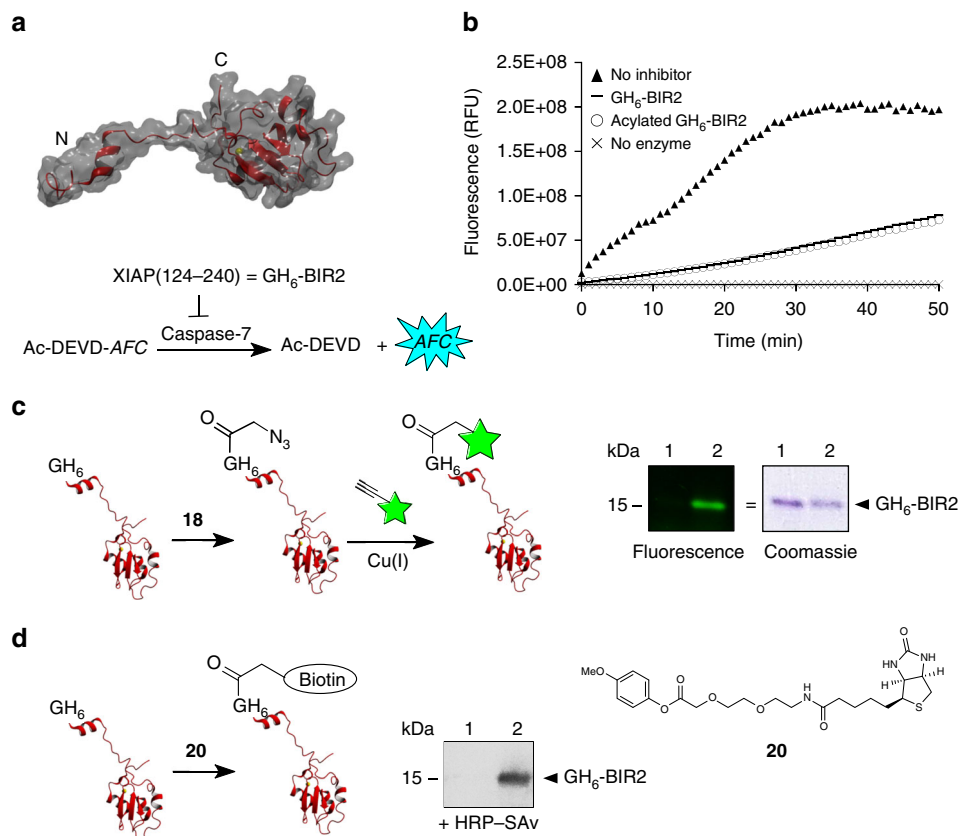 a
C
N
XIAP(124–240) = GH6-BIR2
Caspase-7
Ac-DEVD-AFC
Ac-DEVD
+
AFC
b
2.5E+08
2.0E+08
1.5E+08
1.0E+08
5.0E+07
0.0E+00
Fluorescence (RFU)
No inhibitor
GH6-BIR2
Acylated GH6-BIR2
No enzyme
0
10
20
30
40
50
Time (min)
c
GH6
18
O
N3
GH6
Cu(I)
O
GH6
kDa
1
2
1
2
15
=
GH6-BIR2
Fluorescence
Coomassie
d
GH6
20
O
Biotin
GH6
kDa
1
2
15
GH6-BIR2
+ HRP–SAv
MeO
O
O
O
O
H
N
O
O
HN
NH
H
H
S
20